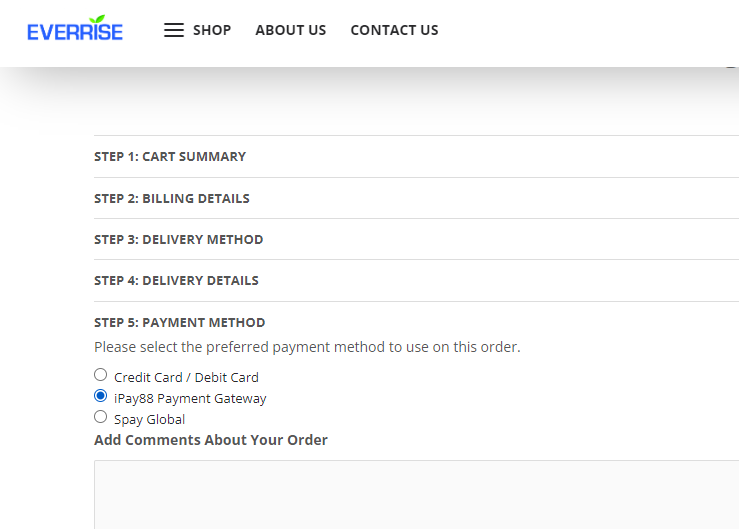 EVERRISE
SHOP ABOUT US CONTACT US
STEP 1: CART SUMMARY
STEP 2: BILLING DETAILS
STEP 3: DELIVERY METHOD
STEP 4: DELIVERY DETAILS
STEP 5: PAYMENT METHOD
Please select the preferred payment method to use on this order.
Credit Card / Debit Card
iPay88 Payment Gateway
Spay Global
Add Comments About Your Order